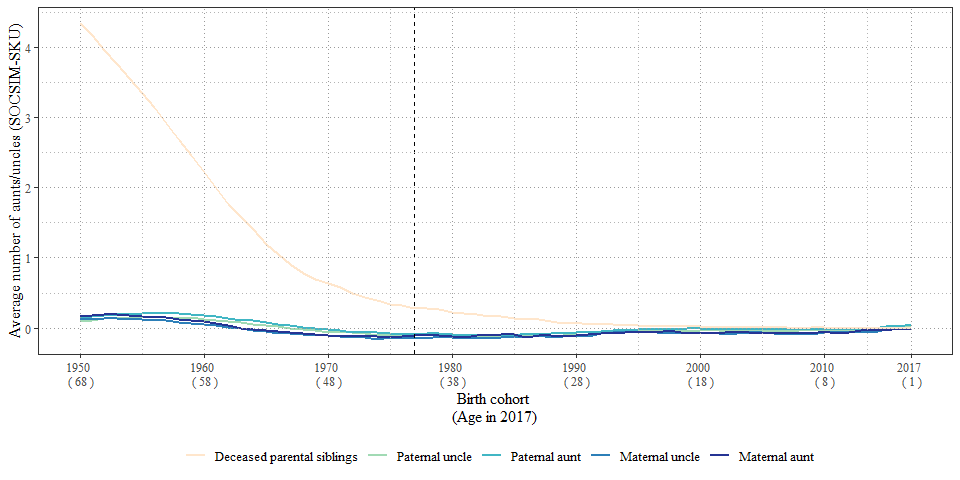 Average number of aunts/uncles (SOCSIM-SKU)
4
3
2
1
0
1950 1960 1970 1980 1990 2000 2010 2017
( 68 ) ( 58 ) ( 48 ) ( 38 ) ( 28 ) ( 18 ) ( 8 ) ( 1 )
Birth cohort
(Age in 2017)
Deceased parental siblings Paternal uncle Paternal aunt Maternal uncle Maternal aunt